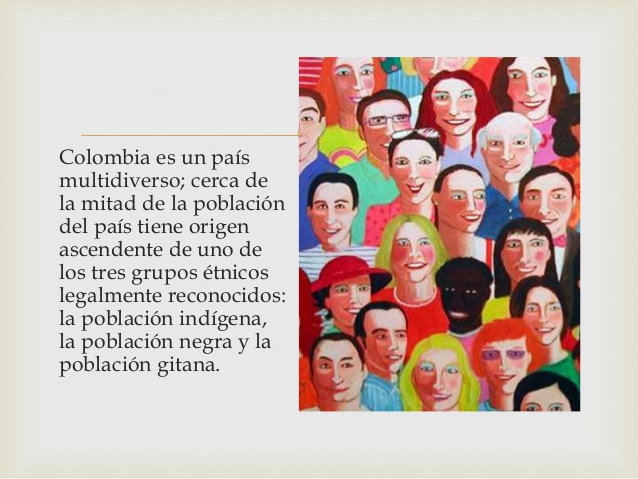 Colombia es un país
multidiverso; cerca de
la mitad de la población
del país tiene origen
ascendente de uno de
los tres grupos étnicos
legalmente reconocidos:
la población indígena,
la población negra y la
población gitana.